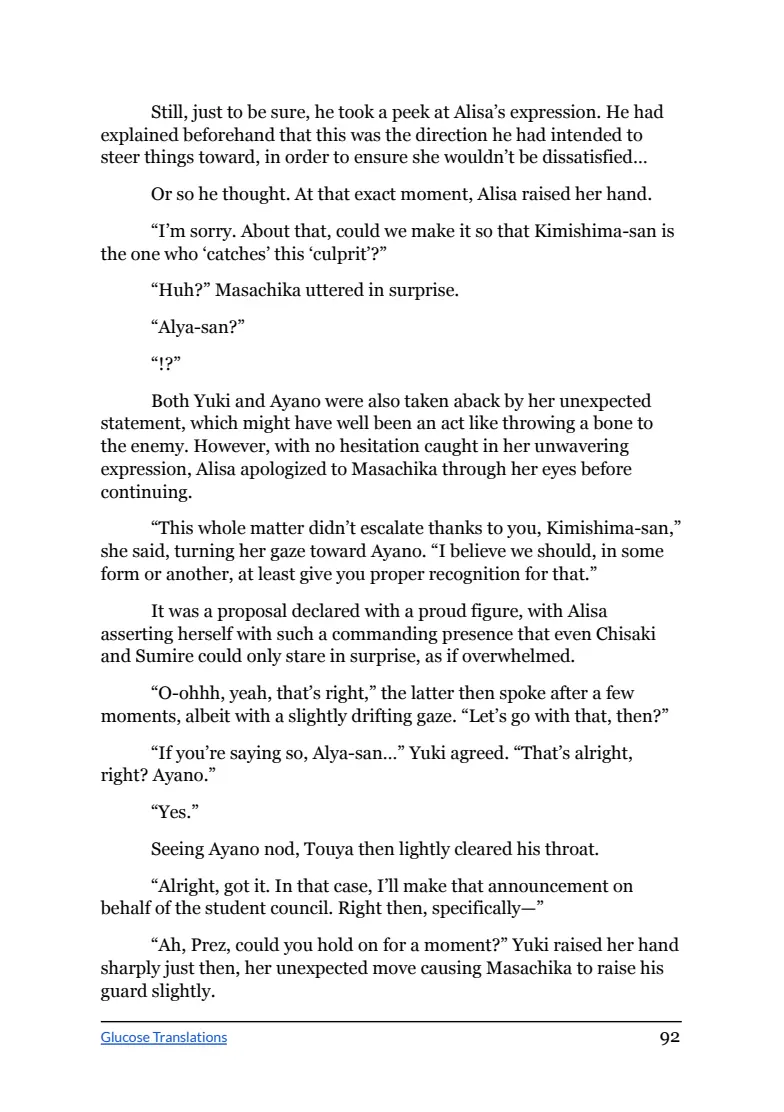 Still, just to be sure, he took a peek at Alisa’s expression. He had
explained beforehand that this was the direction he had intended to
steer things toward, in order to ensure she wouldn’t be dissatisfied…
Or so he thought. At that exact moment, Alisa raised her hand.
“I’m sorry. About that, could we make it so that Kimishima-san is
the one who ‘catches’ this ‘culprit’?”
“Huh?” Masachika uttered in surprise.
“Alya-san?”
“!?”
Both Yuki and Ayano were also taken aback by her unexpected
statement, which might have well been an act like throwing a bone to
the enemy. However, with no hesitation caught in her unwavering
expression, Alisa apologized to Masachika through her eyes before
continuing.
“This whole matter didn’t escalate thanks to you, Kimishima-san,”
she said, turning her gaze toward Ayano. “I believe we should, in some
form or another, at least give you proper recognition for that.”
It was a proposal declared with a proud figure, with Alisa
asserting herself with such a commanding presence that even Chisaki
and Sumire could only stare in surprise, as if overwhelmed.
“O-ohhh, yeah, that’s right,” the latter then spoke after a few
moments, albeit with a slightly drifting gaze. “Let’s go with that, then?”
“If you’re saying so, Alya-san…” Yuki agreed. “That’s alright,
right? Ayano.”
“Yes.”
Seeing Ayano nod, Touya then lightly cleared his throat.
“Alright, got it. In that case, I’ll make that announcement on
behalf of the student council. Right then, specifically—”
“Ah, Prez, could you hold on for a moment?” Yuki raised her hand
sharply just then, her unexpected move causing Masachika to raise his
guard slightly.
Glucose Translations 92